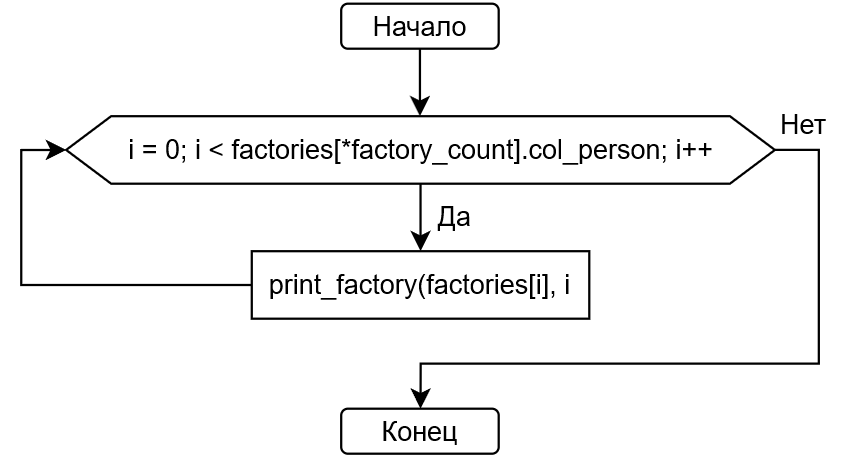 Начало
i = 0; i < factories[*factory_count].col_person; i++
Нет
Да
print_factory(factories[i], i
Конец